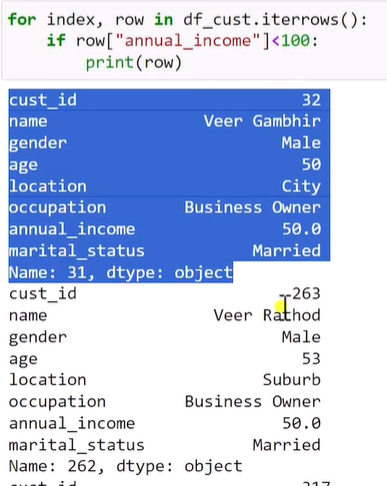 for index, row in df_cust.iterrows():
    if row["annual_income"]<100:
        print(row)
cust_id 32
name Veer Gambhir
gender Male
age 50
location City
occupation Business Owner
annual_income 50.0
marital_status Married
Name: 31, dtype: object
cust_id 263
name Veer Rathod
gender Male
age 53
location Suburb
occupation Business Owner
annual_income 50.0
marital_status Married
Name: 262, dtype: object